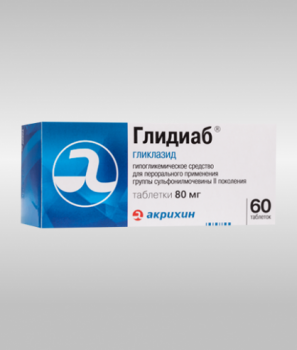 Глидиаб®
гликлазид
гипогликемическое средство
для перорального применения
группы сульфонилмочевины II поколения
таблетки 80 мг
акрихин
60
таблеток